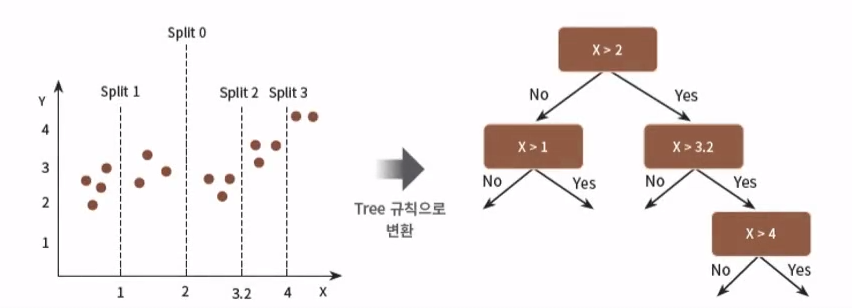 Split 0
Split 1
Split 2
Split 3
Y
4
3
2
1
1
2
3.2
4
X
Tree 규칙으로
변환
X > 2
No
Yes
X > 1
X > 3.2
No
Yes
No
Yes
X > 4
No
Yes